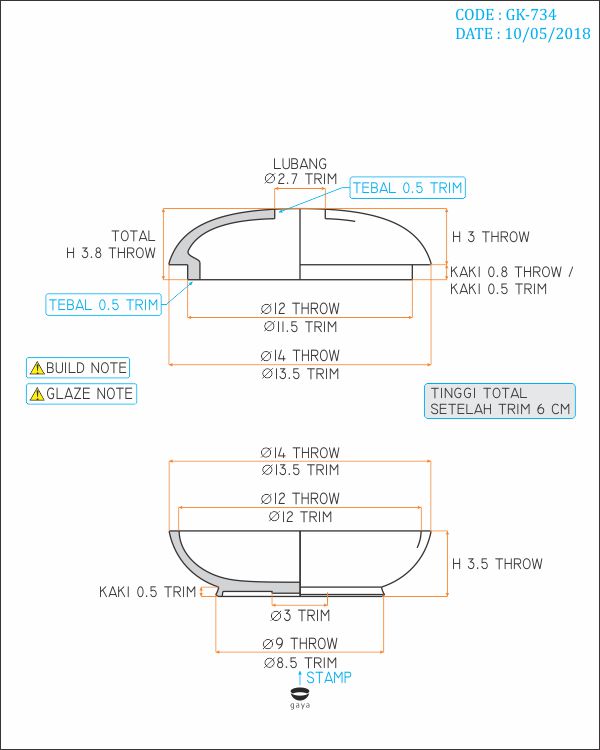 CODE : GK-734
DATE : 10/05/2018
LUBANG
Ø2.7 TRIM
TEBAL 0.5 TRIM
TOTAL
H 3.8 THROW
H 3 THROW
KAKI 0.8 THROW /
KAKI 0.5 TRIM
TEBAL 0.5 TRIM
Ø12 THROW
Ø11.5 TRIM
Ø14 THROW
Ø13.5 TRIM
BUILD NOTE
GLAZE NOTE
TINGGI TOTAL
SETELAH TRIM 6 CM
Ø14 THROW
Ø13.5 TRIM
Ø12 THROW
Ø12 TRIM
H 3.5 THROW
KAKI 0.5 TRIM
Ø3 TRIM
Ø9 THROW
Ø8.5 TRIM
STAMP
gaya